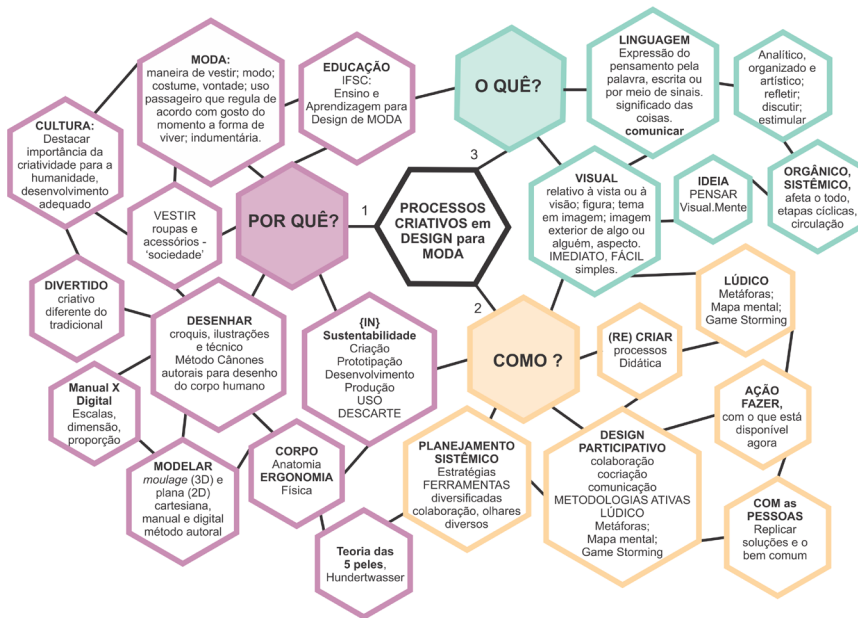 MODA:
maneira de vestir; modo;
costume, vontade; uso
passageiro que regula de
acordo com gosto do
momento a forma de
viver; indumentária.
EDUCAÇÃO
IFSC:
Ensino e
Aprendizagem para
Design de MODA
O QUÊ?
LINGUAGEM
Expressão do
pensamento pela
palavra, escrita ou
por meio de sinais.
significado das
coisas.
comunicar
Analítico,
organizado e
artístico;
refletir;
discutir;
estimular
CULTURA:
Destacar
importância da
criatividade para a
humanidade,
desenvolvimento
adequado
VESTIR
roupas e
acessórios -
‘sociedade’
POR QUÊ?
1
3
2
PROCESSOS
CRIATIVOS em
DESIGN para
MODA
VISUAL
relativo à vista ou à
visão; figura; tema
em imagem; imagem
exterior de algo ou
alguém, aspecto.
IMEDIATO, FÁCIL
simples.
IDEIA
PENSAR
Visual.Mente
ORGÂNICO,
SISTÊMICO,
afeta o todo,
etapas cíclicas,
circulação
DIVERTIDO
criativo
diferente do
tradicional
DESENHAR
croquis, ilustrações
e técnico
Método Cânones
autorais para desenho
do corpo humano
{IN}
Sustentabilidade
Criação
Prototipação
Desenvolvimento
Produção
USO
DESCARTE
COMO ?
(RE) CRIAR
processos
Didática
LÚDICO
Metáforas;
Mapa mental;
Game Storming
Manual X
Digital
Escalas,
dimensão,
proporção
MODELAR
moulage (3D) e
plana (2D)
cartesiana,
manual e digital
método autoral
CORPO
Anatomia
ERGONOMIA
Física
Teoria das
5 peles,
Hundertwasser
PLANEJAMENTO
SISTÊMICO
Estratégias
FERRAMENTAS
diversificadas
colaboração, olhares
diversos
DESIGN
PARTICIPATIVO
colaboração
cocriação
comunicação
METODOLOGIAS ATIVAS
LÚDICO
Metáforas;
Mapa mental;
Game Storming
AÇÃO
FAZER,
com o que está
disponível
agora
COM as
PESSOAS
Replicar
soluções e o
bem comum